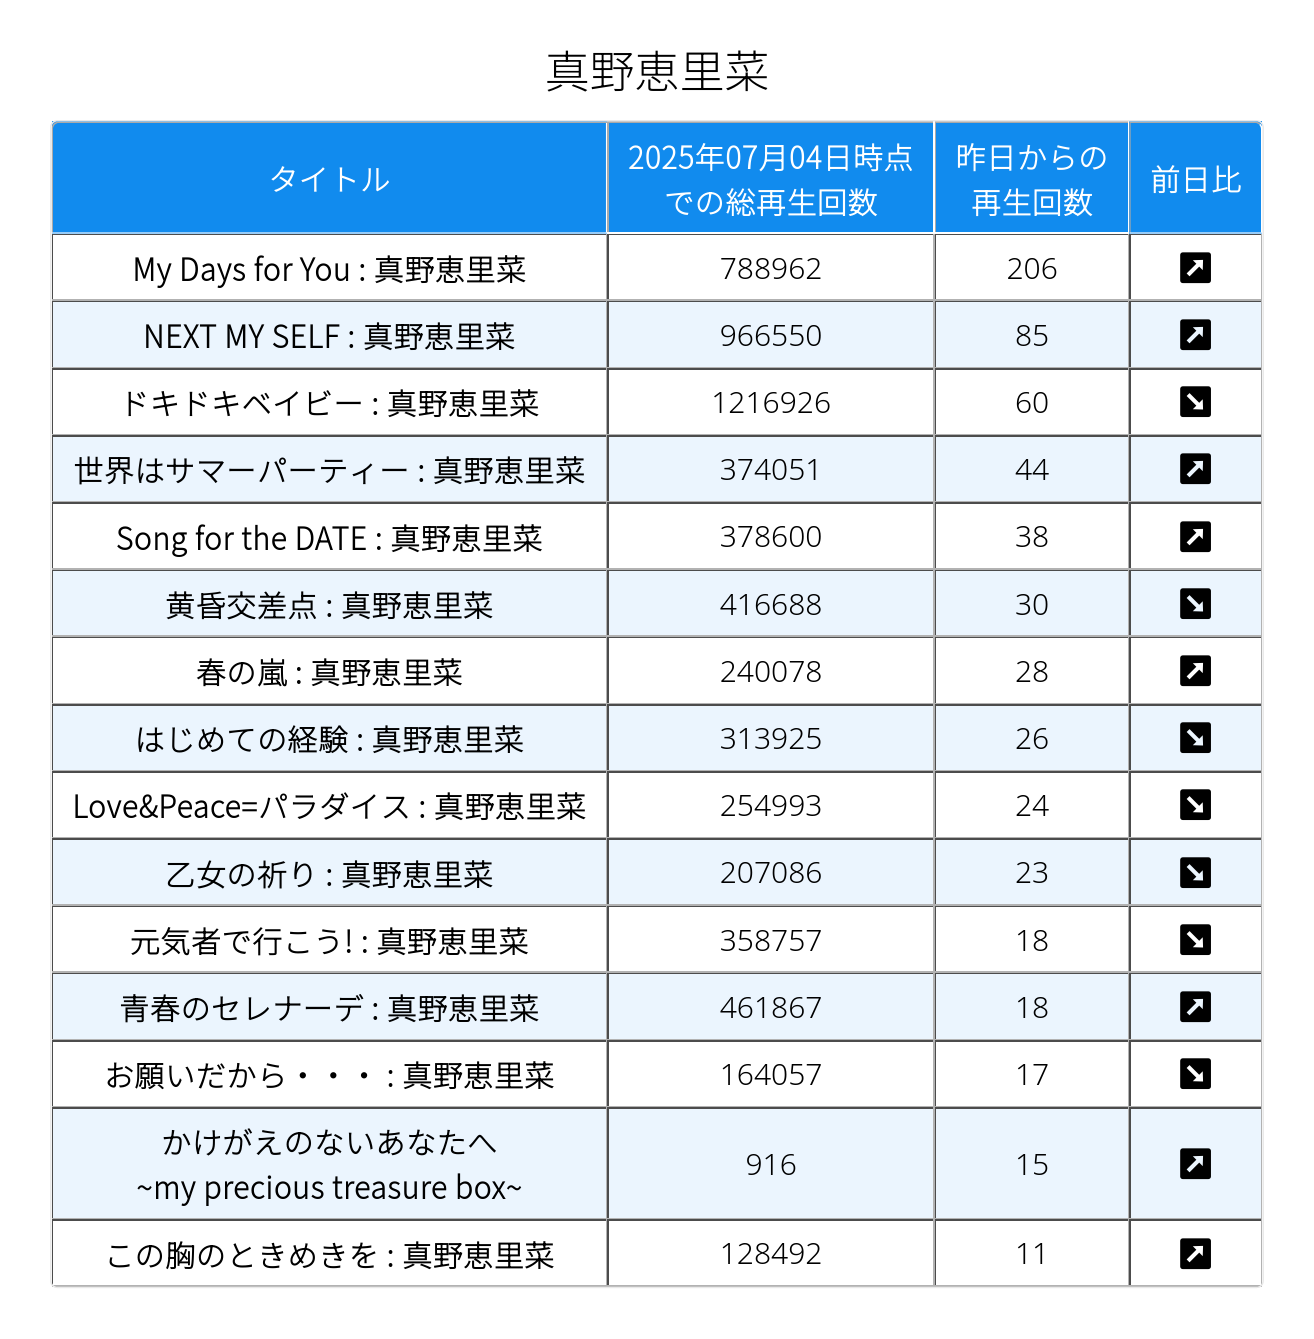 真野恵里菜
タイトル
2025年07月04日時点
での総再生回数
昨日からの
再生回数
前日比
My Days for You : 真野恵里菜 788962 206
NEXT MY SELF : 真野恵里菜 966550 85
ドキドキベイビー : 真野恵里菜 1216926 60
世界はサマーパーティー : 真野恵里菜 374051 44
Song for the DATE : 真野恵里菜 378600 38
黄昏交差点 : 真野恵里菜 416688 30
春の嵐 : 真野恵里菜 240078 28
はじめての経験 : 真野恵里菜 313925 26
Love&Peace=パラダイス : 真野恵里菜 254993 24
乙女の祈り : 真野恵里菜 207086 23
元気者で行こう! : 真野恵里菜 358757 18
青春のセレナーデ : 真野恵里菜 461867 18
お願いだから・・・ : 真野恵里菜 164057 17
かけがえのないあなたへ
~my precious treasure box~ 916 15
この胸のときめきを : 真野恵里菜 128492 11